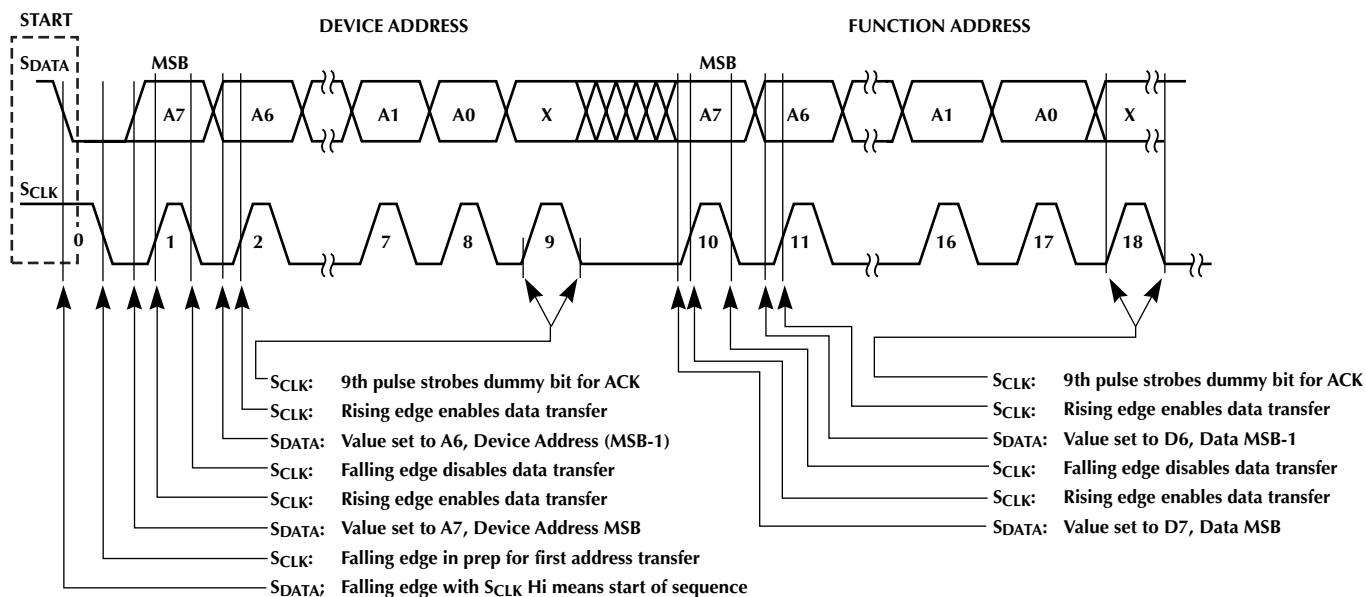 START
DEVICE ADDRESS
FUNCTION ADDRESS
SDATA
MSB
MSB
A7 A6 A1 A0 X A7 A6 A1 A0 X
SCLK
0 1 2 7 8 9 10 11 16 17 18
SCLK: 9th pulse strobes dummy bit for ACK
SCLK: Rising edge enables data transfer
SDATA: Value set to A6, Device Address (MSB-1)
SCLK: Falling edge disables data transfer
SCLK: Rising edge enables data transfer
SDATA: Value set to A7, Device Address MSB
SCLK: Falling edge in prep for first address transfer
SDATA; Falling edge with SCLK Hi means start of sequence
SCLK: 9th pulse strobes dummy bit for ACK
SCLK: Rising edge enables data transfer
SDATA: Value set to D6, Data MSB-1
SCLK: Falling edge disables data transfer
SCLK: Rising edge enables data transfer
SDATA: Value set to D7, Data MSB